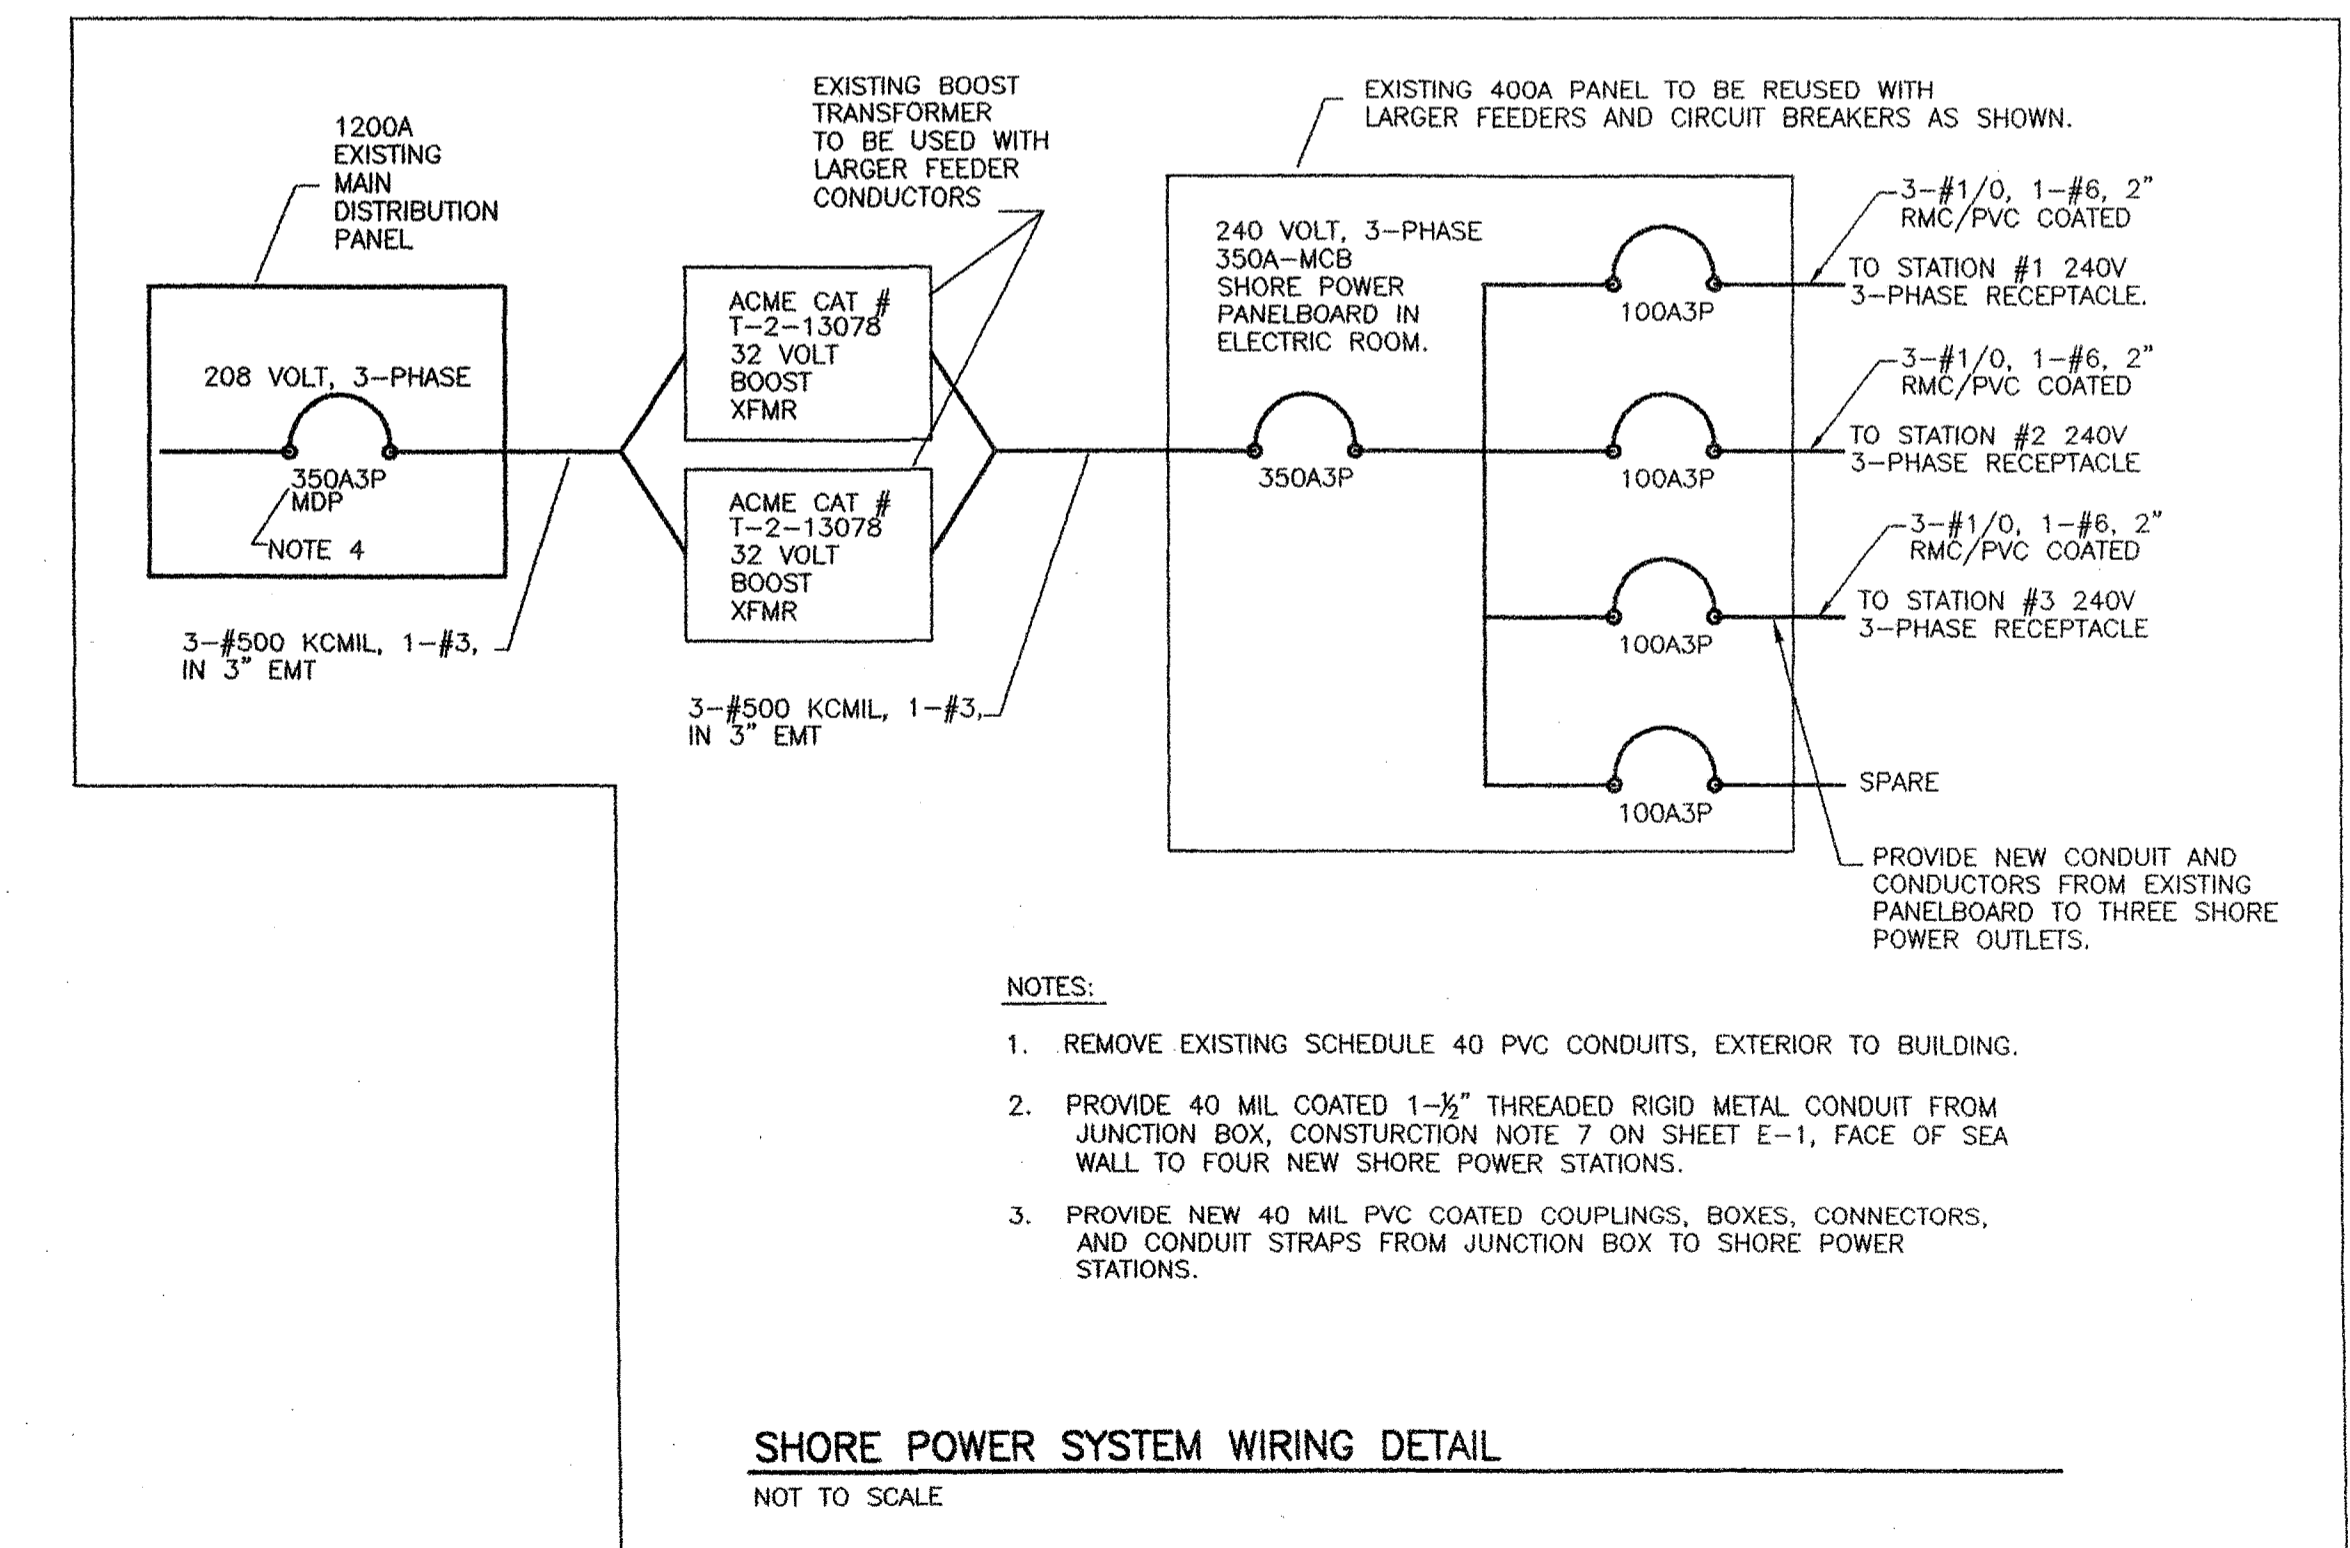 1200A
EXISTING
MAIN
DISTRIBUTION
PANEL
208 VOLT, 3-PHASE
350A3P
MDP
NOTE 4
3-#500 KCMIL, 1-#3,
IN 3" EMT
EXISTING BOOST
TRANSFORMER
TO BE USED WITH
LARGER FEEDER
CONDUCTORS
ACME CAT #
T-2-13078
32 VOLT
BOOST
XFMR
ACME CAT #
T-2-13078
32 VOLT
BOOST
XFMR
3-#500 KCMIL, 1-#3,
IN 3" EMT
EXISTING 400A PANEL TO BE REUSED WITH
LARGER FEEDERS AND CIRCUIT BREAKERS AS SHOWN.
240 VOLT, 3-PHASE
350A-MCB
SHORE POWER
PANELBOARD IN
ELECTRIC ROOM.
350A3P
100A3P
3-#1/0, 1-#6, 2"
RMC/PVC COATED
TO STATION #1 240V
3-PHASE RECEPTACLE.
100A3P
3-#1/0, 1-#6, 2"
RMC/PVC COATED
TO STATION #2 240V
3-PHASE RECEPTACLE
100A3P
3-#1/0, 1-#6, 2"
RMC/PVC COATED
TO STATION #3 240V
3-PHASE RECEPTACLE
100A3P
SPARE
PROVIDE NEW CONDUIT AND
CONDUCTORS FROM EXISTING
PANELBOARD TO THREE SHORE
POWER OUTLETS.
NOTES:
1. REMOVE EXISTING SCHEDULE 40 PVC CONDUITS, EXTERIOR TO BUILDING.
2. PROVIDE 40 MIL COATED 1-½" THREADED RIGID METAL CONDUIT FROM
JUNCTION BOX, CONSTURCTION NOTE 7 ON SHEET E-1, FACE OF SEA
WALL TO FOUR NEW SHORE POWER STATIONS.
3. PROVIDE NEW 40 MIL PVC COATED COUPLINGS, BOXES, CONNECTORS,
AND CONDUIT STRAPS FROM JUNCTION BOX TO SHORE POWER
STATIONS.
SHORE POWER SYSTEM WIRING DETAIL
NOT TO SCALE